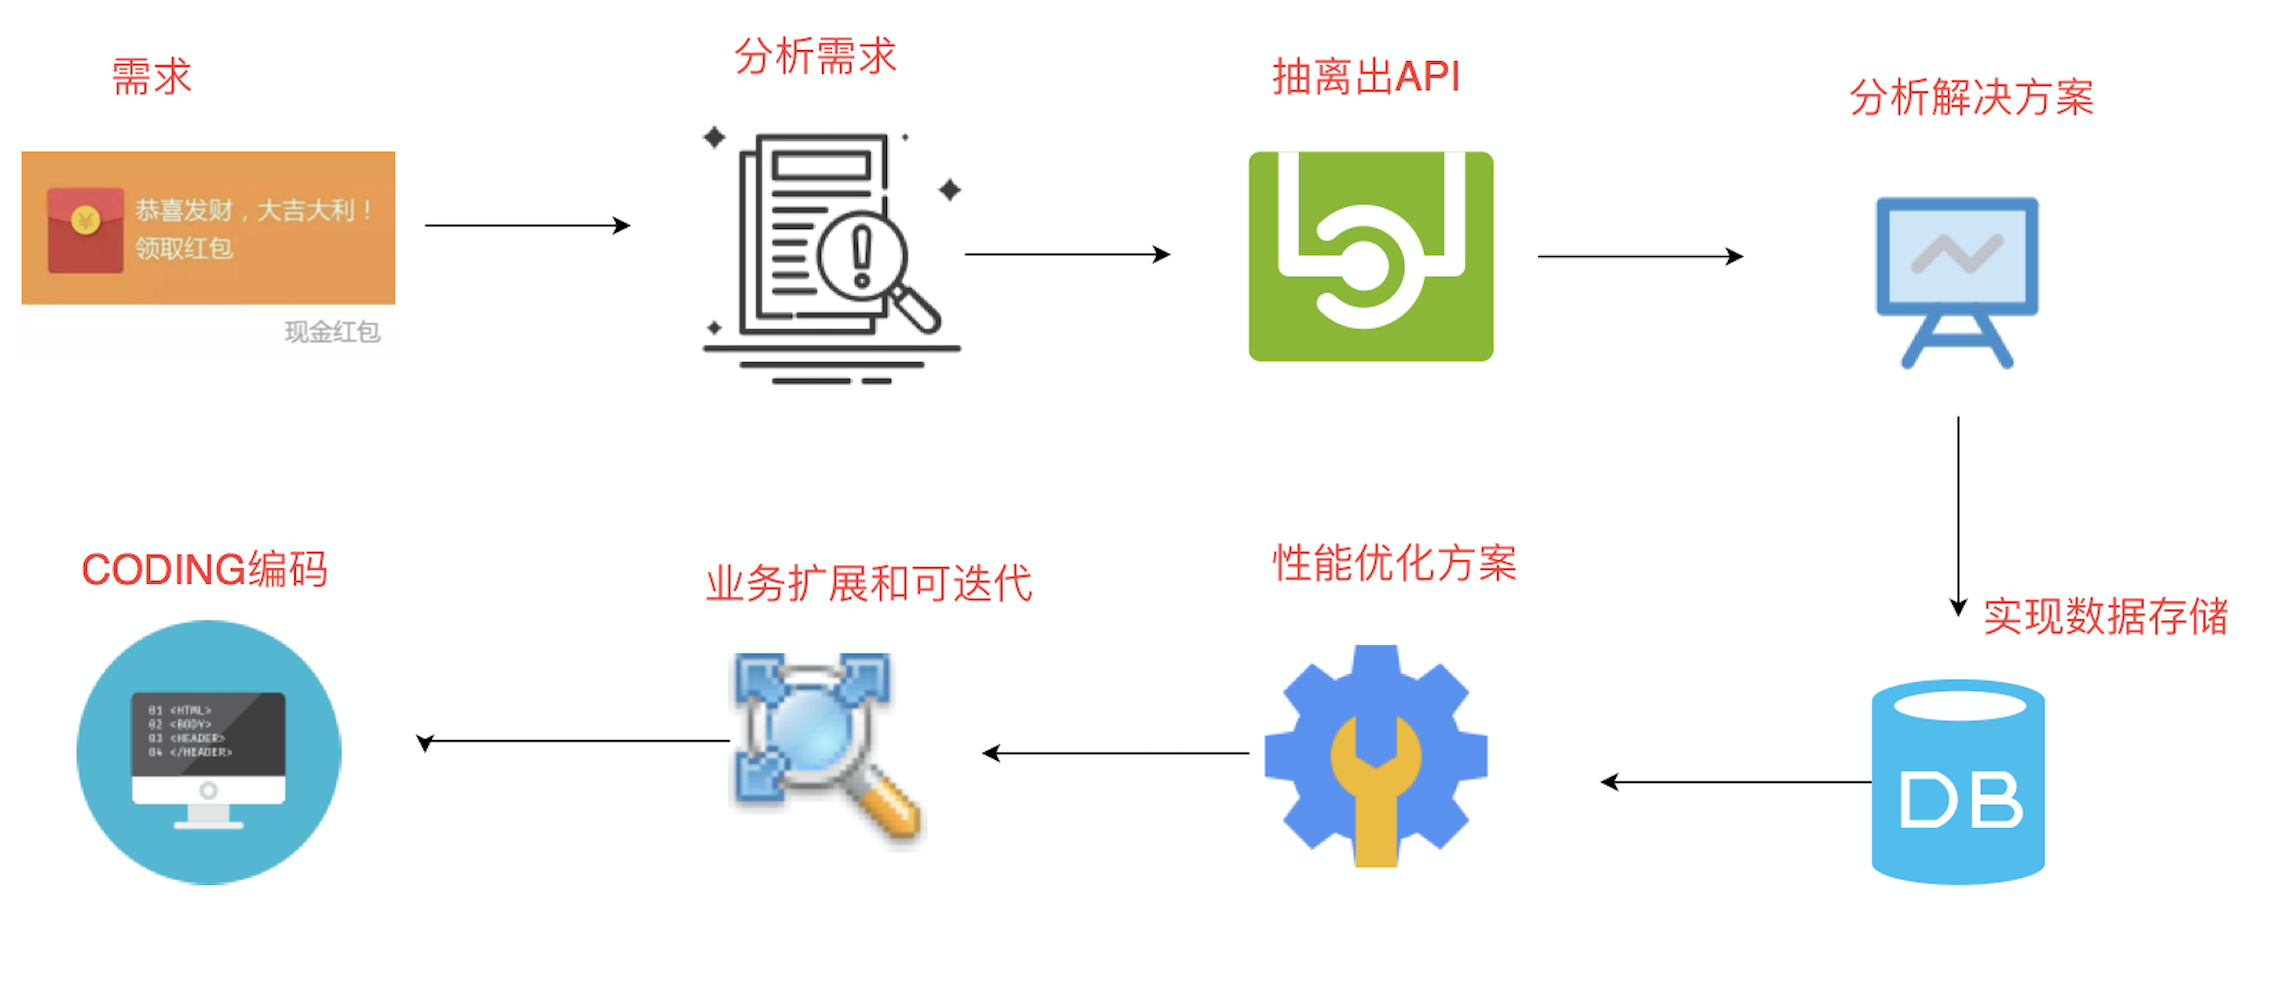 需求
分析需求
抽离出API
分析解决方案
恭喜发财，大吉大利！
领取红包
¥
现金红包
CODING编码
业务扩展和可迭代
性能优化方案
实现数据存储
01 <HTML>
02 <BODY>
03 <HEADER>
04 </HEADER>
DB